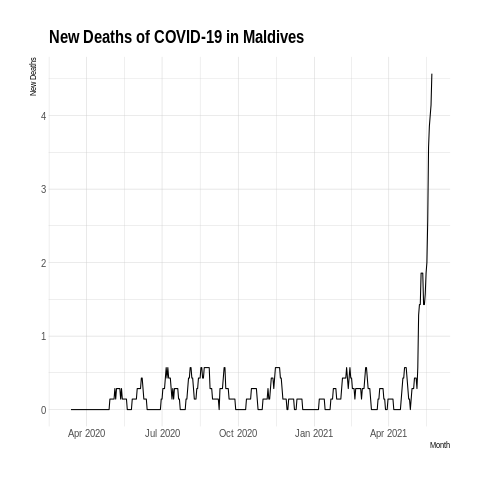 New Deaths of COVID-19 in Maldives
New Deaths
4
3
2
1
0
Apr 2020 Jul 2020 Oct 2020 Jan 2021 Apr 2021
Month